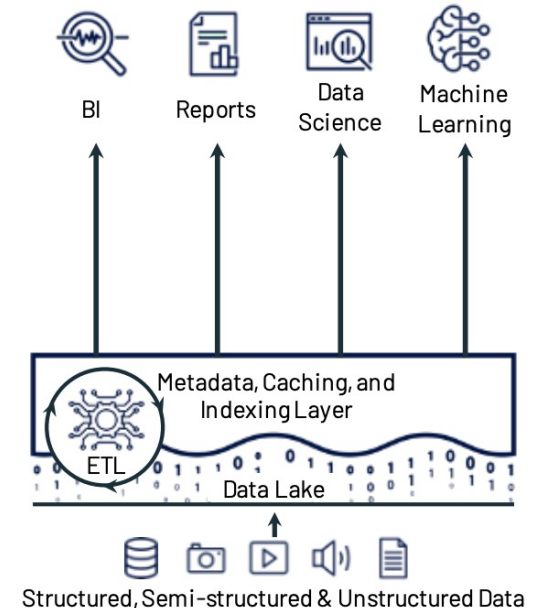 BI
Reports
Data
Science
Machine
Learning
Metadata, Caching, and
Indexing Layer
ETL
Data Lake
Structured, Semi-structured & Unstructured Data